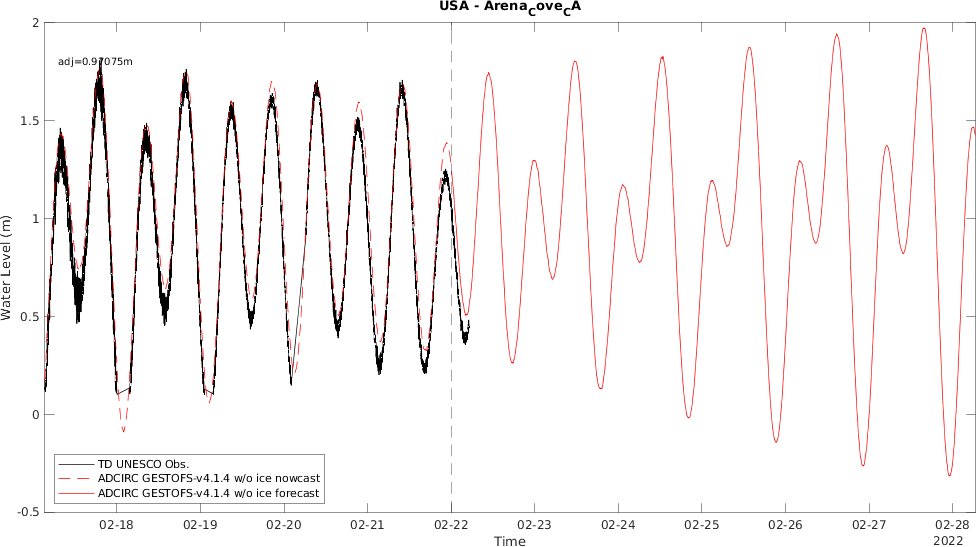 USA - ArenaCoveCA
adj=0.97075m
2
1.5
1
0.5
0
-0.5
Water Level (m)
TD UNESCO Obs.
ADCIRC GESTOFS-v4.1.4 w/o ice nowcast
ADCIRC GESTOFS-v4.1.4 w/o ice forecast
02-18 02-19 02-20 02-21 02-22 02-23 02-24 02-25 02-26 02-27 02-28
Time 2022